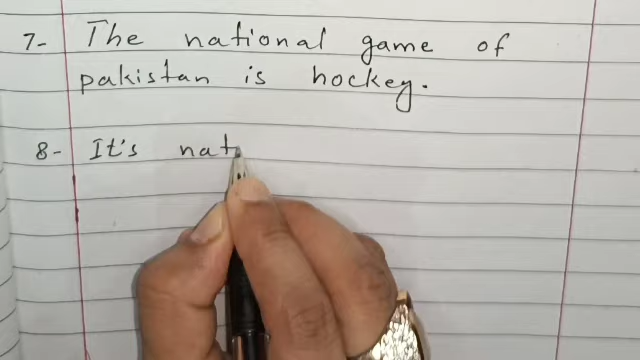 7- The national game of
pakistan is hockey.
8- It's nat